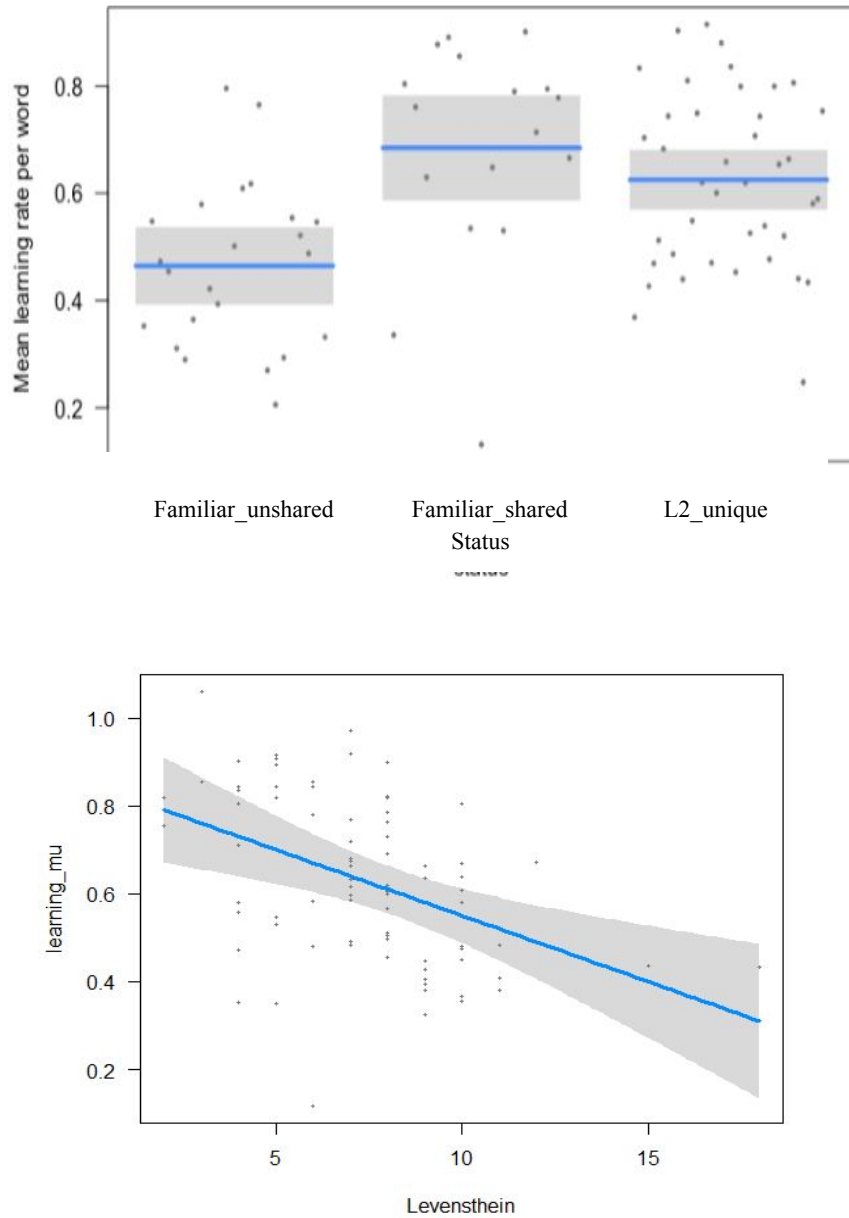 Mean learning rate per word
0.8
0.6
0.4
0.2
Familiar_unshared Familiar_shared L2_unique
Status
status
learning_mu
1.0
0.8
0.6
0.4
0.2
5 10 15
Levensthein